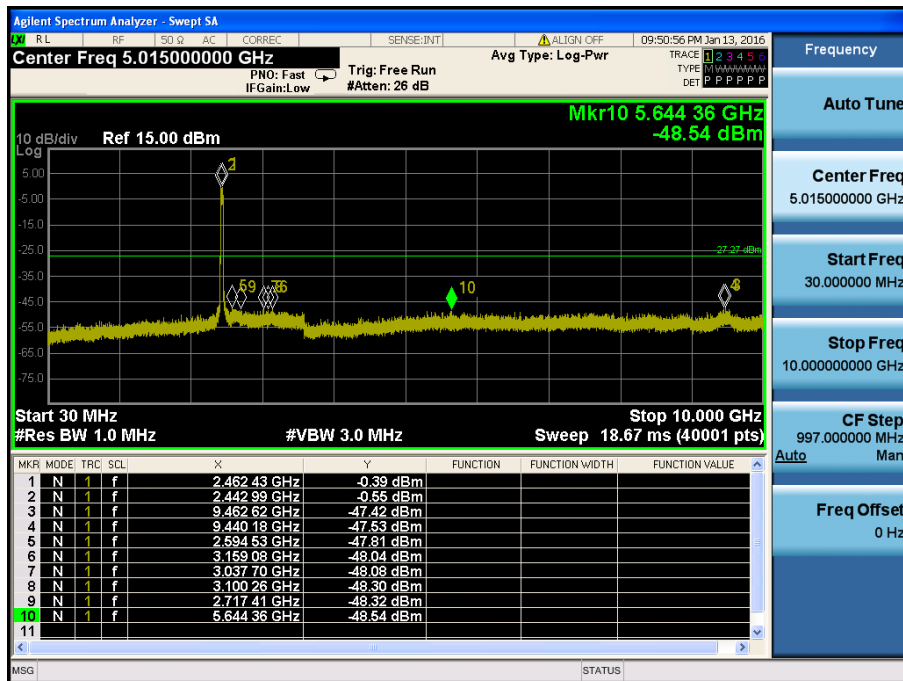 Agilent Spectrum Analyzer - Swept SA
LXI RL RF 50 Ω AC CORREC SENSE:INT ALIGN OFF 09:50:56 PM Jan 13, 2016
Center Freq 5.015000000 GHz
PNO: Fast
IFGain:Low
Trig: Free Run
#Atten: 26 dB
Avg Type: Log-Pwr
TRACE 1 2 3 4 5 6
TYPE M W W W W W
DET P P P P P P
Mkr10 5.644 36 GHz
-48.54 dBm
10 dB/div Ref 15.00 dBm
Log
5.00
-5.00
-15.0
-25.0
-35.0
-45.0
-55.0
-65.0
-75.0
27.27 dBm
10
Start 30 MHz Stop 10.000 GHz
#Res BW 1.0 MHz #VBW 3.0 MHz Sweep 18.67 ms (40001 pts)
MKR MODE TRC SCL X Y FUNCTION FUNCTION WIDTH FUNCTION VALUE
1 N 1 f 2.462 43 GHz -0.39 dBm
2 N 1 f 2.442 99 GHz -0.55 dBm
3 N 1 f 9.462 62 GHz -47.42 dBm
4 N 1 f 9.440 18 GHz -47.53 dBm
5 N 1 f 2.594 53 GHz -47.81 dBm
6 N 1 f 3.159 08 GHz -48.04 dBm
7 N 1 f 3.037 70 GHz -48.08 dBm
8 N 1 f 3.100 26 GHz -48.30 dBm
9 N 1 f 2.717 41 GHz -48.32 dBm
10 N 1 f 5.644 36 GHz -48.54 dBm
11
MSG STATUS
Frequency
Auto Tune
Center Freq
5.015000000 GHz
Start Freq
30.000000 MHz
Stop Freq
10.000000000 GHz
CF Step
997.000000 MHz
Auto Man
Freq Offset
0 Hz